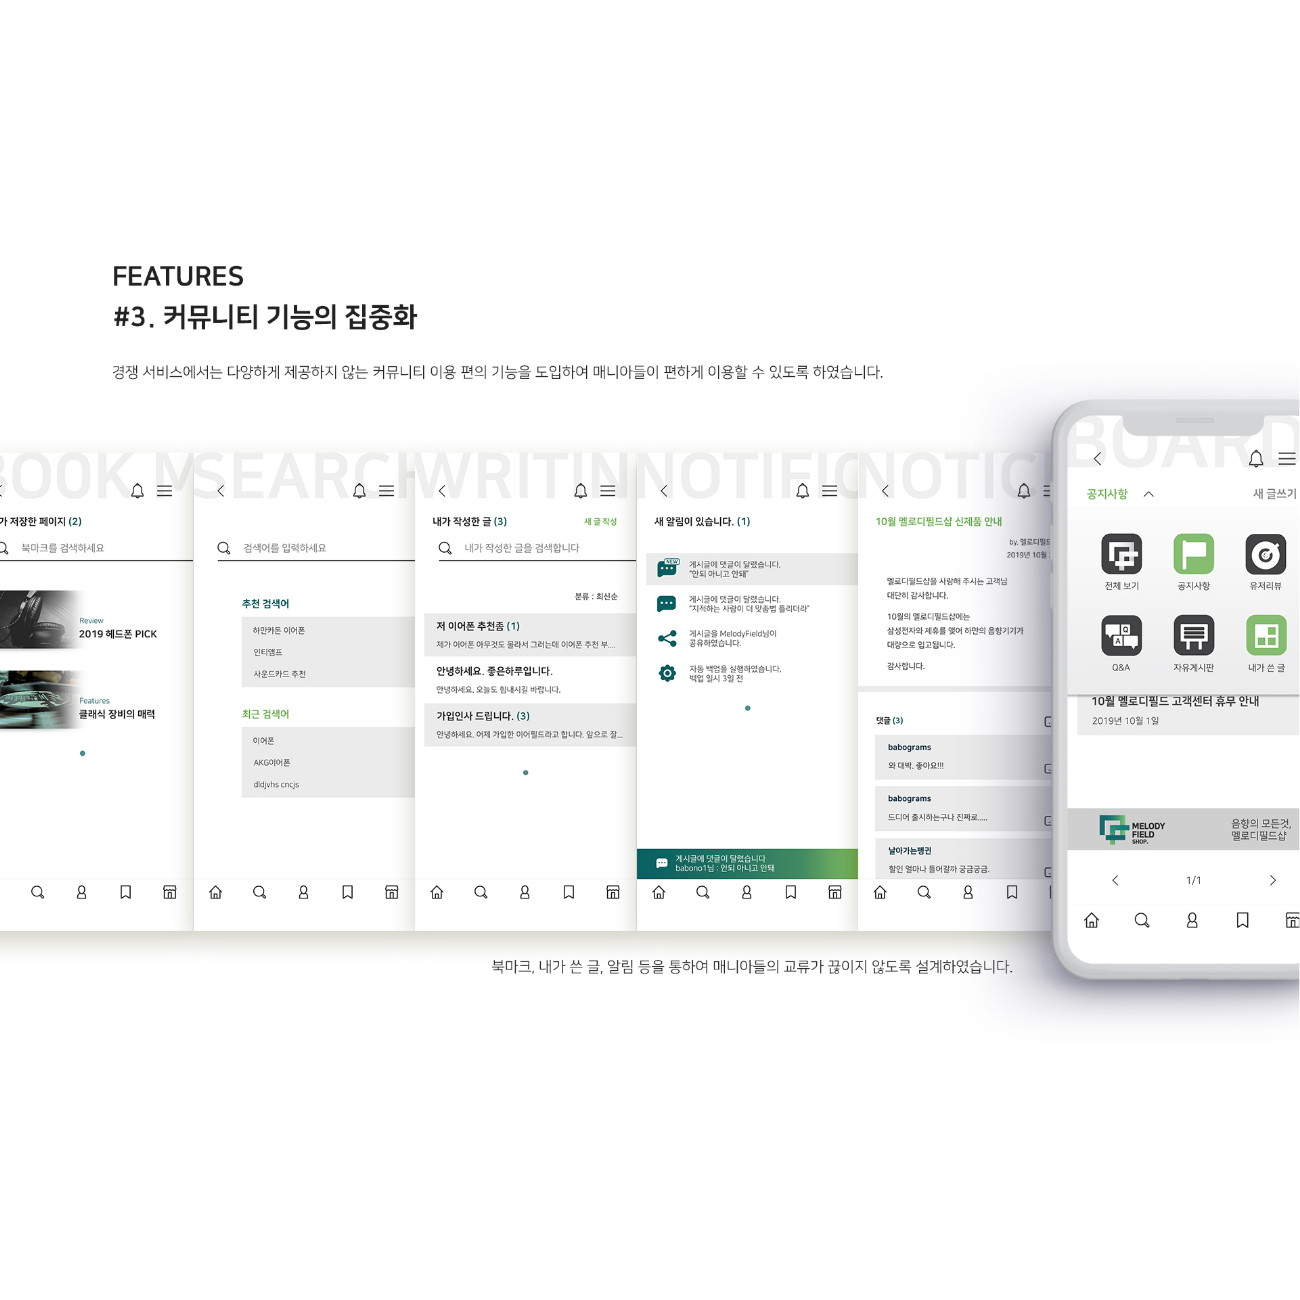 FEATURES
#3. 커뮤니티 기능의 집중화
경쟁 서비스에서는 다양하게 제공하지 않는 커뮤니티 이용 편의 기능을 도입하여 매니아들이 편하게 이용할 수 있도록 하였습니다.
BOOK M
가 저장한 페이지 (2)
북마크를 검색하세요
Review
2019 헤드폰 PICK
Features
클래식 장비의 매력
SEARCH
검색어를 입력하세요
추천 검색어
하만카돈 이어폰
인티앰프
사운드카드 추천
최근 검색어
이어폰
AKG이어폰
dldjvhs cncjs
WRITIN
내가 작성한 글 (3)
새 글 작성
내가 작성한 글을 검색합니다
분류 : 최신순
저 이어폰 추천좀 (1)
제가 이어폰 아무것도 몰라서 그러는데 이어폰 추천 부....
안녕하세요. 좋은하루입니다.
안녕하세요, 오늘도 힘내시길 바랍니다,
가입인사 드립니다. (3)
안녕하세요. 어제 가입한 이어필드라고 합니다. 앞으로 잘...
NOTIFIC
새 알림이 있습니다. (1)
NEW
게시글에 댓글이 달렸습니다.
"안되 아니고 안돼"
게시글에 댓글이 달렸습니다.
"지적하는 사람이 더 맞춤법 틀리더라"
게시글을 MelodyField님이
공유하였습니다.
자동 백업을 실행하였습니다.
백업 일시 3월 전
게시글에 댓글이 달렸습니다
babono1님 : 안되 아니고 안돼
NOTIC
10월 멜로디필드샵 신제품 안내
by. 멜로디필드
2019년 10월
멜로디필드샵을 사랑해 주시는 고객님
대단히 감사합니다.
10월의 멜로디필드샵에는
삼성전자와 제휴를 맺어 하만의 음향기기가
대량으로 입고됩니다.
감사합니다.
댓글 (3)
babograms
와 대박. 좋아요!!!
babograms
드디어 출시하는구나 진짜로.....
날아가는펭귄
할인 얼마나 들어갈까 궁금궁금.
BOARD
공지사항
새 글쓰기
전체 보기
공지사항
유저리뷰
Q
A
Q&A
자유게시판
내가 쓴 글
10월 멜로디필드 고객센터 휴무 안내
2019년 10월 1일
MELODY
FIELD
SHOP.
음향의 모든것,
멜로디필드샵
1/1
북마크, 내가 쓴 글, 알림 등을 통하여 매니아들의 교류가 끊이지 않도록 설계하였습니다.